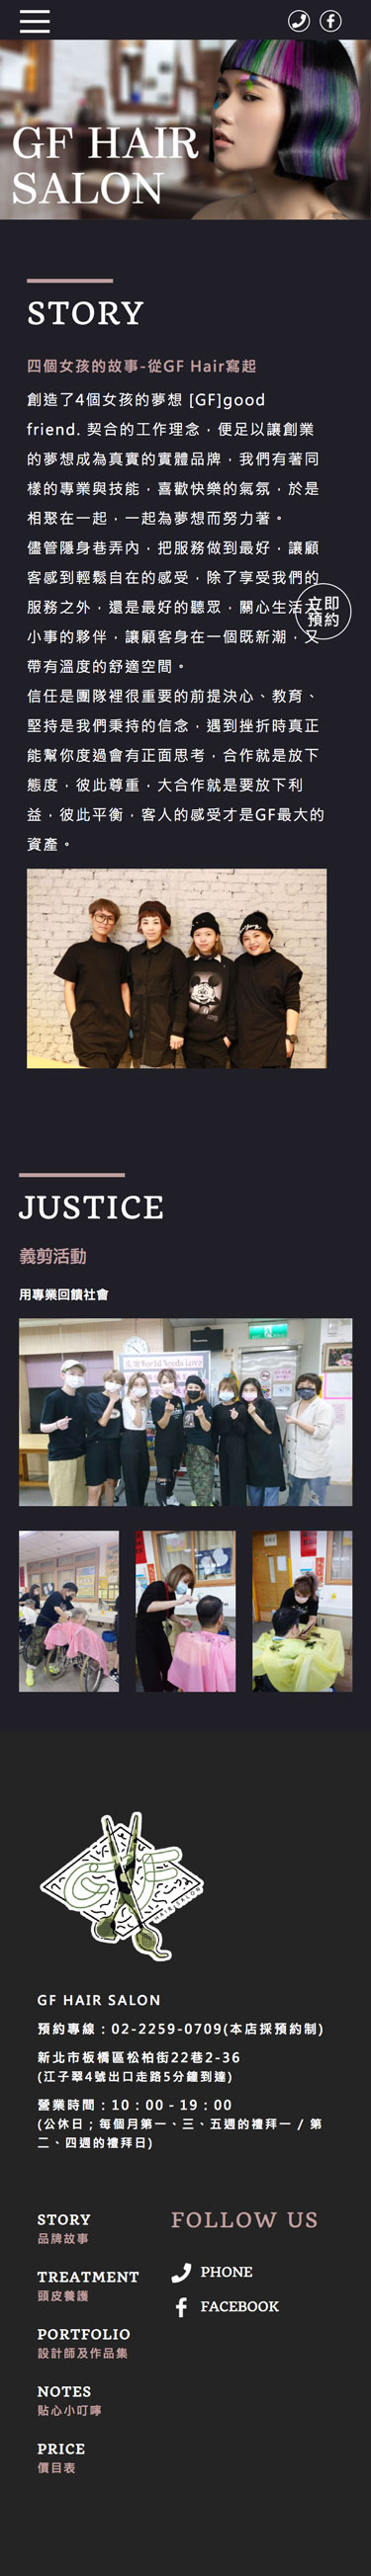 GF HAIR
SALON
STORY
四個女孩的故事-從GF Hair寫起
創造了4個女孩的夢想 [GF]good
friend. 契合的工作理念，便足以讓創業
的夢想成為真實的實體品牌，我們有著同
樣的專業與技能，喜歡快樂的氣氛，於是
相聚在一起，一起為夢想而努力著。
儘管隱身巷弄內，把服務做到最好，讓顧
客感到輕鬆自在的感受，除了享受我們的
服務之外，還是最好的聽眾，關心生活大
小事的夥伴，讓顧客身在一個既新潮，又
帶有溫度的舒適空間。
立即
預約
信任是團隊裡很重要的前提決心、教育、
堅持是我們秉持的信念，遇到挫折時真正
能幫你度過會有正面思考，合作就是放下
態度，彼此尊重，大合作就是要放下利
益，彼此平衡，客人的感受才是GF最大的
資產。
JUSTICE
義剪活動
用專業回饋社會
World Needs Love
GF
HAIR SALON
GF HAIR SALON
預約專線：02-2259-0709(本店採預約制)
新北市板橋區松柏街22巷2-36
(江子翠4號出口走路5分鐘到達)
營業時間：10：00 - 19：00
(公休日；每個月第一、三、五週的禮拜一 / 第
二、四週的禮拜日)
STORY
品牌故事
TREATMENT
頭皮養護
PORTFOLIO
設計師及作品集
NOTES
貼心小叮嚀
PRICE
價目表
FOLLOW US
PHONE
FACEBOOK